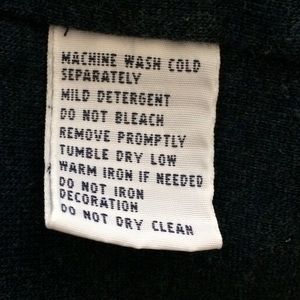 MACHINE WASH COLD
SEPARATELY
MILD DETERGENT
DO NOT BLEACH
REMOVE PROMPTLY
TUMBLE DRY LOW
WARM IRON IF NEEDED
DO NOT IRON
DECORATION
DO NOT DRY CLEAN